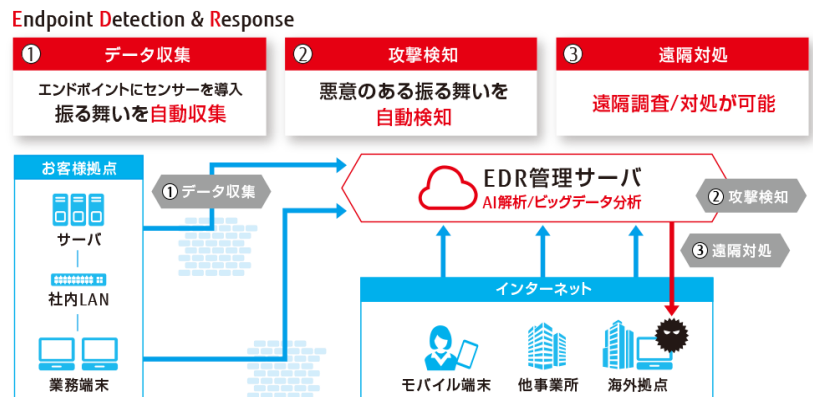 Endpoint Detection & Response
① データ収集
エンドポイントにセンサーを導入
振る舞いを自動収集
② 攻撃検知
悪意のある振る舞いを
自動検知
③ 遠隔対処
遠隔調査/対処が可能
お客様拠点
サーバ
社内LAN
業務端末
① データ収集
EDR管理サーバ
AI解析/ビッグデータ分析
② 攻撃検知
③ 遠隔対処
インターネット
モバイル端末
他事業所
海外拠点